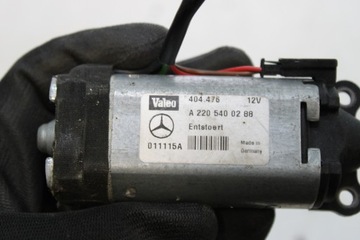 Valeo 404.476 12V
A 220 540 02 88
Entstoert
011115A Made in
Germany